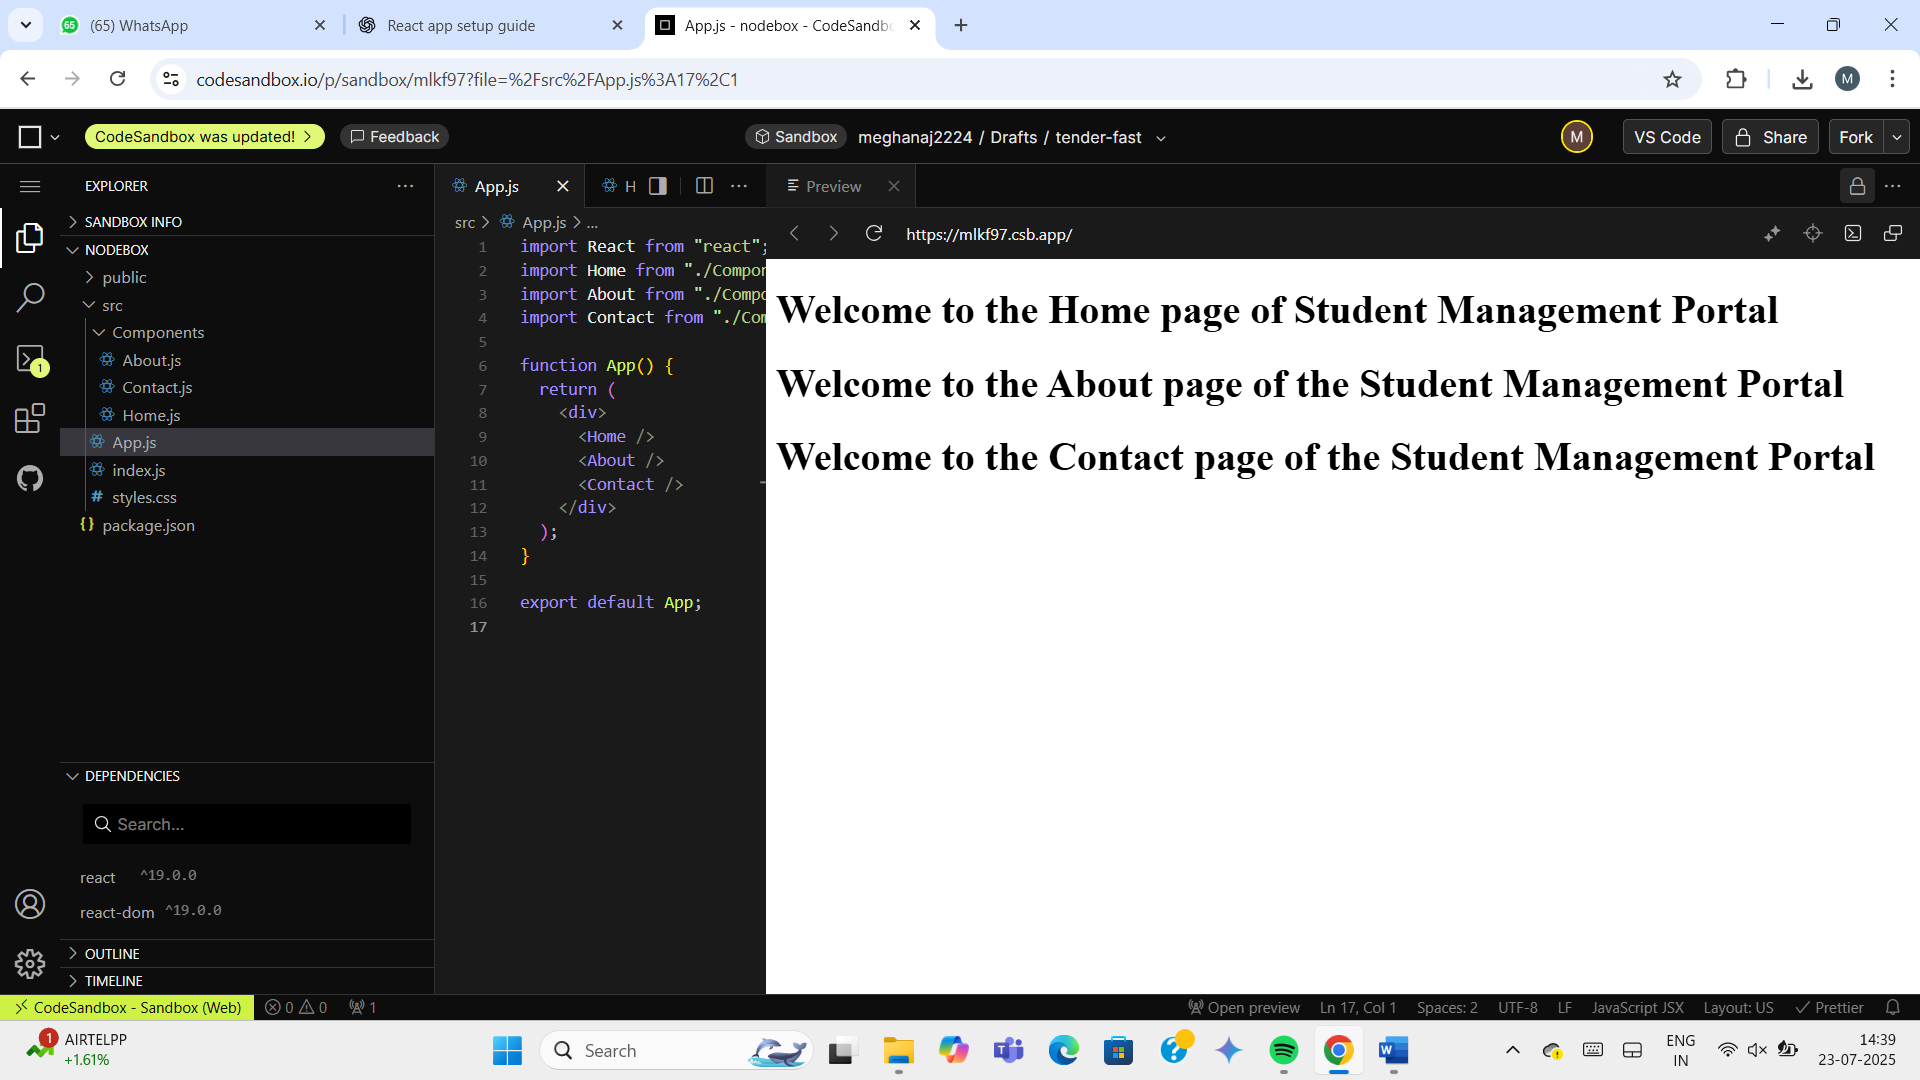 (65) WhatsApp
React app setup guide
App.js - nodebox - CodeSandbo
codesandbox.io/p/sandbox/mlkf97?file=%2Fsrc%2FApp.js%3A17%2C1
M
CodeSandbox was updated! >
Feedback
Sandbox
meghanaj2224 / Drafts / tender-fast
M
VS Code
Share
Fork
EXPLORER
SANDBOX INFO
NODEBOX
public
src
Components
About.js
Contact.js
Home.js
App.js
index.js
# styles.css
{} package.json
1
DEPENDENCIES
Search...
react ^19.0.0
react-dom ^19.0.0
OUTLINE
TIMELINE
App.js
H
src > App.js > ...
1 import React from "react";
2 import Home from "./Compon
3 import About from "./Compo
4 import Contact from "./Com
5
6 function App() {
7 return (
8 <div>
9 <Home />
10 <About />
11 <Contact />
12 </div>
13 );
14 }
15
16 export default App;
17
Preview
https://mlkf97.csb.app/
Welcome to the Home page of Student Management Portal
Welcome to the About page of the Student Management Portal
Welcome to the Contact page of the Student Management Portal
CodeSandbox - Sandbox (Web)
0 0 1
Open preview
Ln 17, Col 1
Spaces: 2
UTF-8
LF
JavaScript JSX
Layout: US
Prettier
1
AIRTELPP
+1.61%
Search
ENG
IN
14:39
23-07-2025